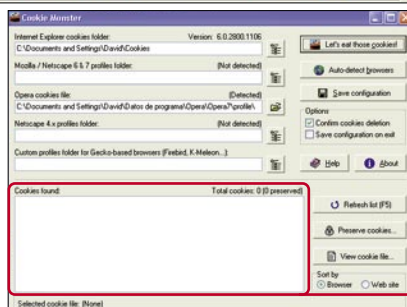 Cookie Monster
Internet Explorer cookies folder: Version: 6.0.2800.1106
C:\Documents and Settings\David\Cookies
Let's eat those cookies!
Mozilla / Netscape 6 & 7 profiles folder: (Not detected)
Auto-detect browsers
Opera cookies file: (Detected)
C:\Documents and Settings\David\Datos de programa\Opera\Opera7\profile\
Save configuration
Options
Confirm cookies deletion
Save configuration on exit
Netscape 4.x profiles folder: (Not detected)
Custom profiles folder for Gecko-based browsers (Firebird, K-Meleon...):
Help
About
Cookies found: Total cookies: 0 (0 preserved)
Refresh list (F5)
Preserve cookies...
View cookie file...
Sort by
Browser Web site
Selected cookie file: (None)